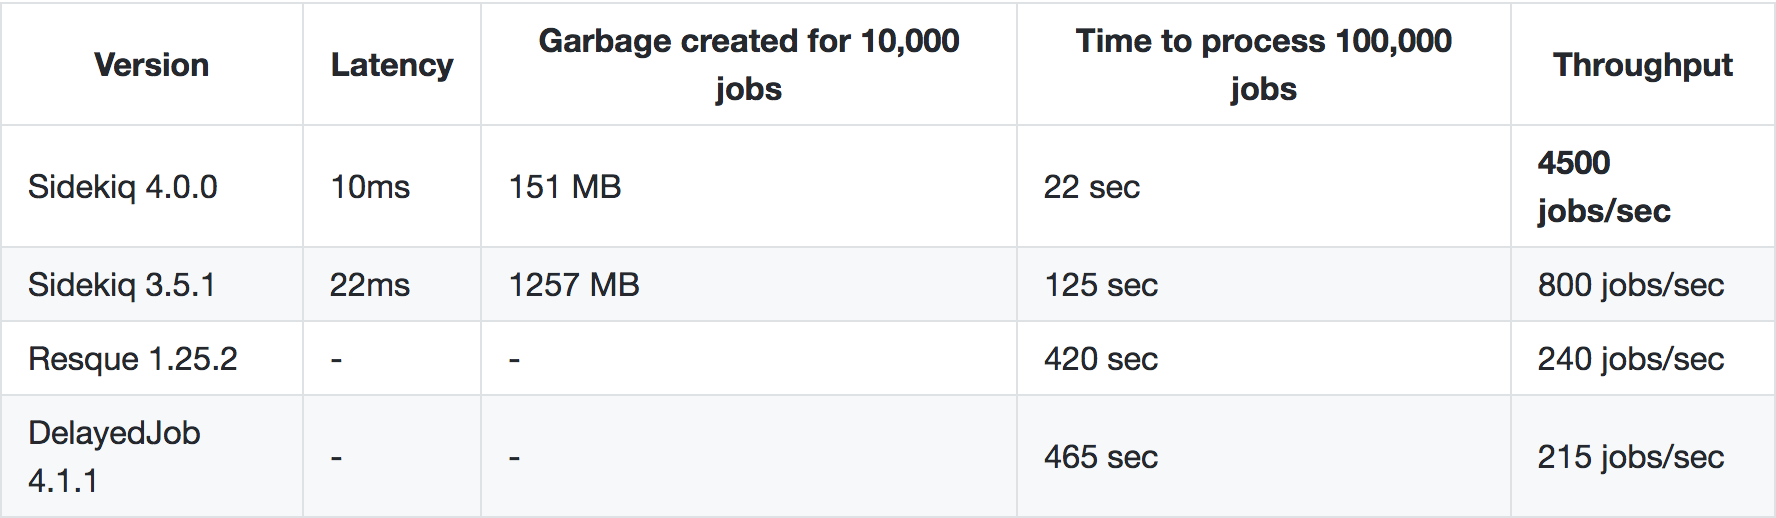 Version
Latency
Garbage created for 10,000
jobs
Time to process 100,000
jobs
Throughput
Sidekiq 4.0.0
10ms
151 MB
22 sec
4500
jobs/sec
Sidekiq 3.5.1
22ms
1257 MB
125 sec
800 jobs/sec
Resque 1.25.2
-
-
420 sec
240 jobs/sec
DelayedJob
4.1.1
-
-
465 sec
215 jobs/sec